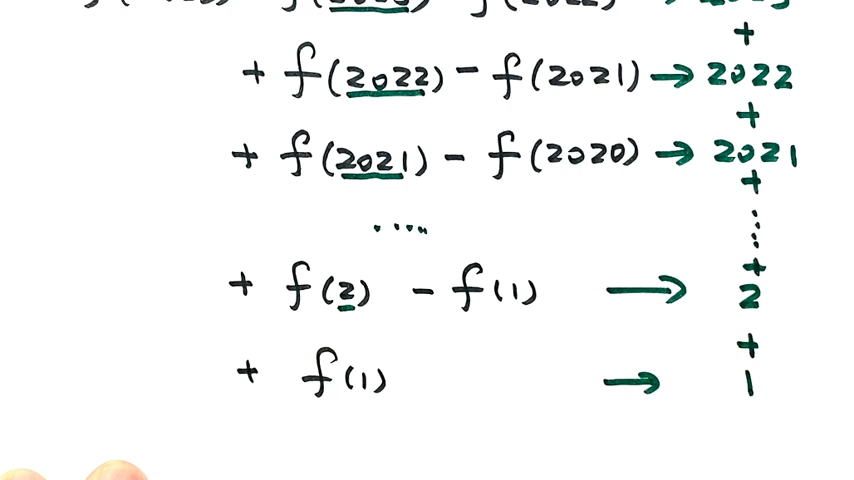 +
+ f(2022) - f(2021) → 2022
+
+ f(2021) - f(2020) → 2021
+
.....
+
+ f(2) - f(1) → 2
+
+ f(1) → 1